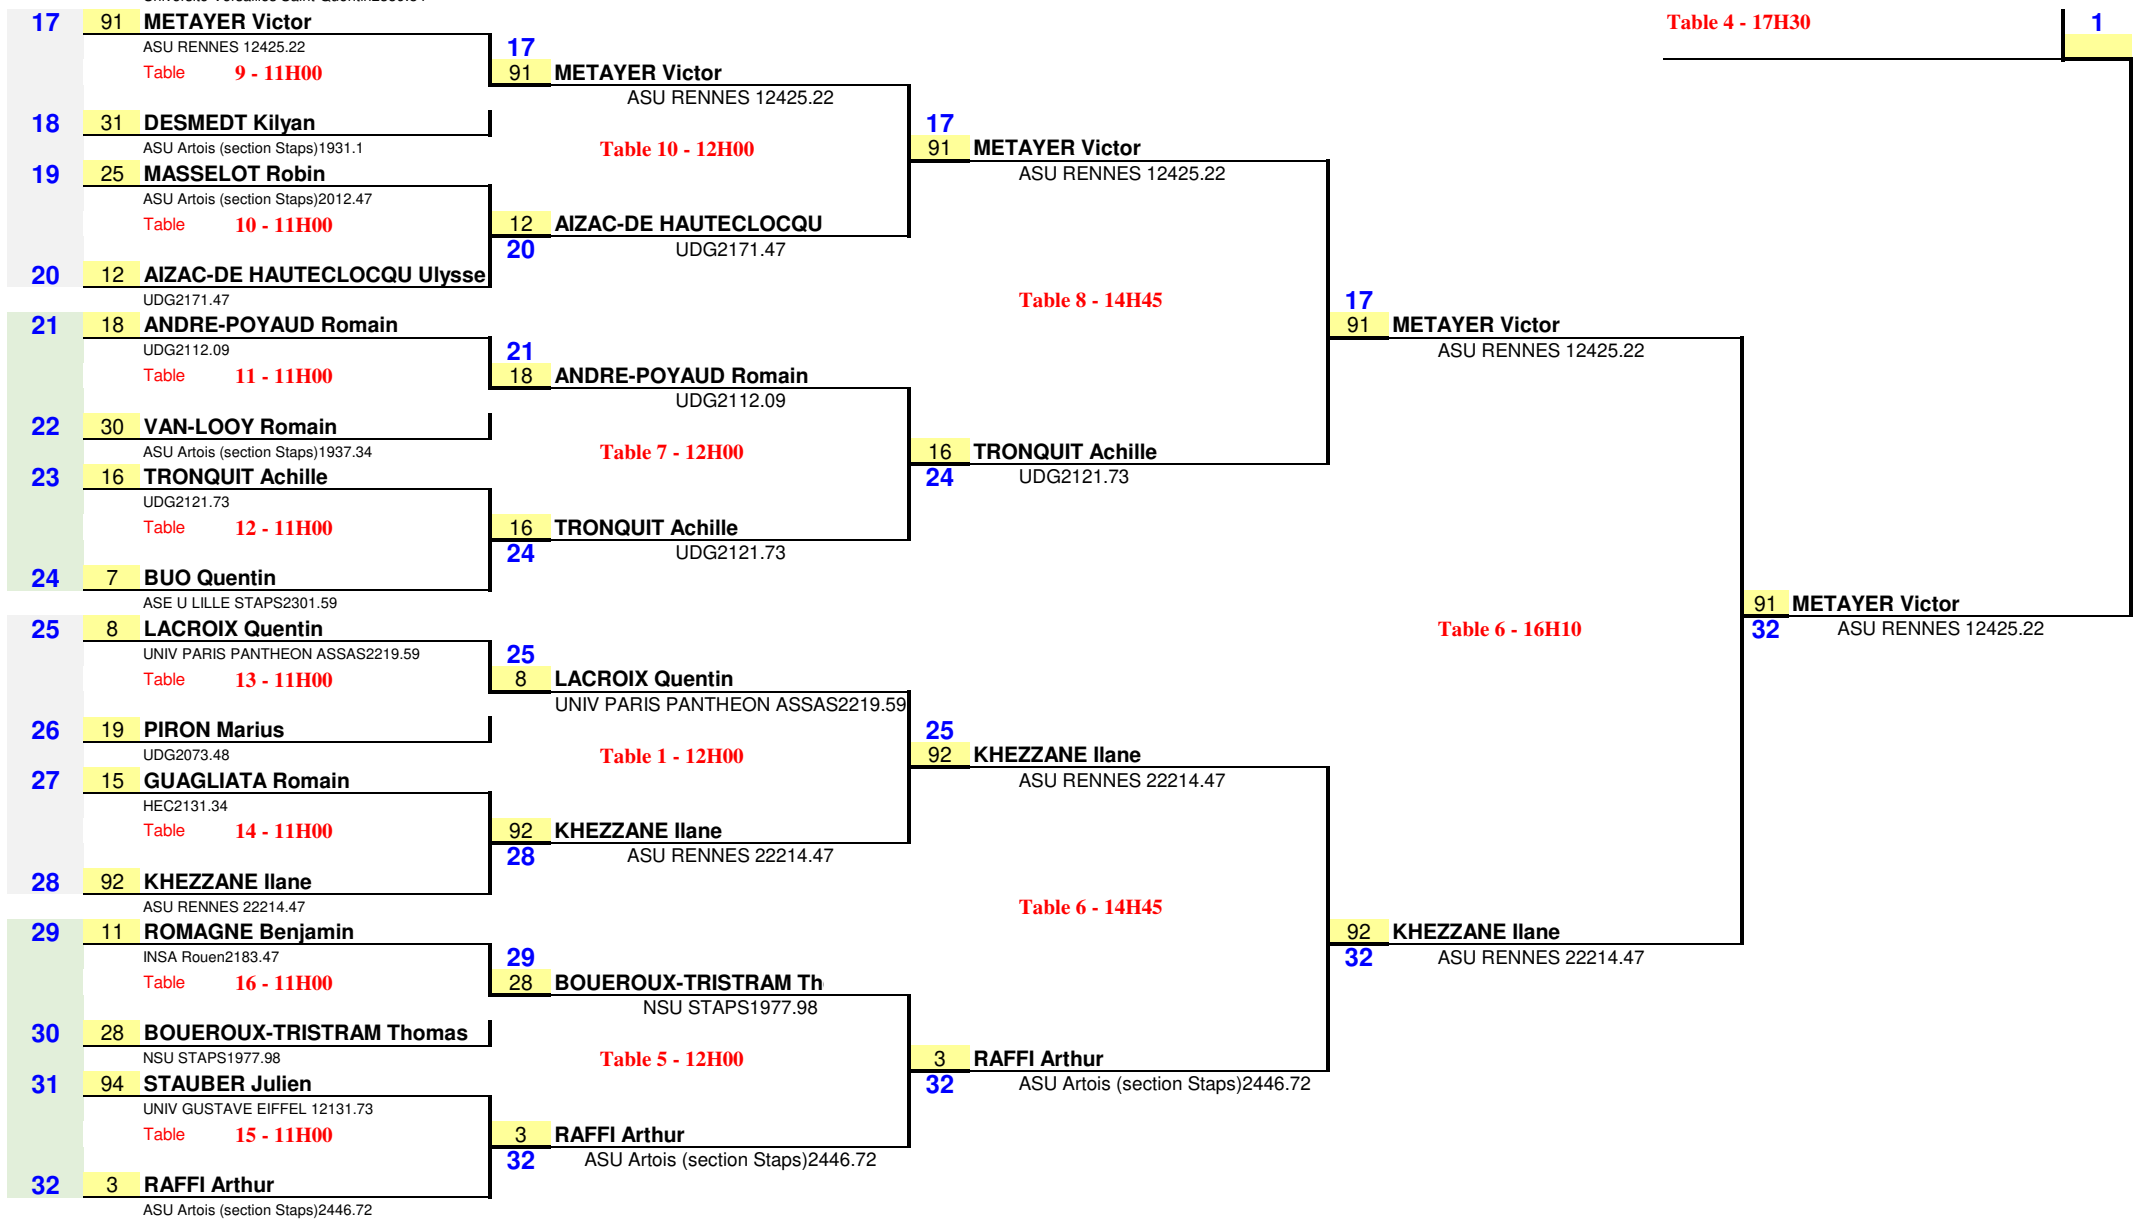 17 91 METAYER Victor
ASU RENNES 12425.22
Table 9 - 11H00
18 31 DESMEDT Kilyan
ASU Artois (section Staps)1931.1
19 25 MASSELOT Robin
ASU Artois (section Staps)2012.47
Table 10 - 11H00
20 12 AIZAC-DE HAUTECLOCQU Ulysse
UDG2171.47
21 18 ANDRE-POYAUD Romain
UDG2112.09
Table 11 - 11H00
22 30 VAN-LOOY Romain
ASU Artois (section Staps)1937.34
23 16 TRONQUIT Achille
UDG2121.73
Table 12 - 11H00
24 7 BUO Quentin
ASE U LILLE STAPS2301.59
25 8 LACROIX Quentin
UNIV PARIS PANTHEON ASSAS2219.59
Table 13 - 11H00
26 19 PIRON Marius
UDG2073.48
27 15 GUAGLIATA Romain
HEC2131.34
Table 14 - 11H00
28 92 KHEZZANE Ilane
ASU RENNES 22214.47
29 11 ROMAGNE Benjamin
INSA Rouen2183.47
Table 16 - 11H00
30 28 BOUEROUX-TRISTRAM Thomas
NSU STAPS1977.98
31 94 STAUBER Julien
UNIV GUSTAVE EIFFEL 12131.73
Table 15 - 11H00
32 3 RAFFI Arthur
ASU Artois (section Staps)2446.72
17
91 METAYER Victor
ASU RENNES 12425.22
Table 10 - 12H00
12 AIZAC-DE HAUTECLOCQU
20 UDG2171.47
21
18 ANDRE-POYAUD Romain
UDG2112.09
Table 7 - 12H00
16 TRONQUIT Achille
24 UDG2121.73
25
8 LACROIX Quentin
UNIV PARIS PANTHEON ASSAS2219.59
Table 1 - 12H00
92 KHEZZANE Ilane
28 ASU RENNES 22214.47
29
28 BOUEROUX-TRISTRAM Th
NSU STAPS1977.98
Table 5 - 12H00
3 RAFFI Arthur
32 ASU Artois (section Staps)2446.72
17
91 METAYER Victor
ASU RENNES 12425.22
Table 8 - 14H45
16 TRONQUIT Achille
24 UDG2121.73
25
92 KHEZZANE Ilane
ASU RENNES 22214.47
Table 6 - 14H45
3 RAFFI Arthur
32 ASU Artois (section Staps)2446.72
17
91 METAYER Victor
ASU RENNES 12425.22
Table 6 - 16H10
92 KHEZZANE Ilane
32 ASU RENNES 22214.47
Table 4 - 17H30
1
91 METAYER Victor
32 ASU RENNES 12425.22